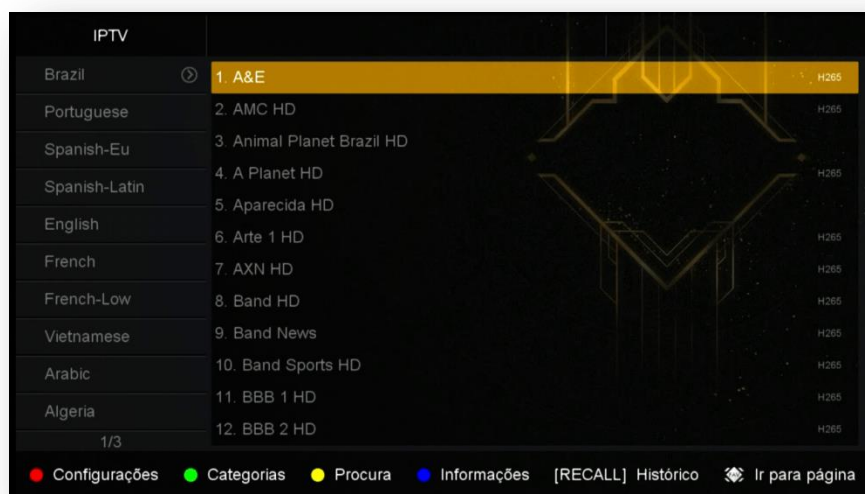 IPTV
Brazil
Portuguese
Spanish-Eu
Spanish-Latin
English
French
French-Low
Vietnamese
Arabic
Algeria
1/3
1. A&E H265
2. AMC HD H265
3. Animal Planet Brazil HD
4. A Planet HD H265
5. Aparecida HD
6. Arte 1 HD H265
7. AXN HD H265
8. Band HD H265
9. Band News H265
10. Band Sports HD H265
11. BBB 1 HD H265
12. BBB 2 HD H265
Configurações Categorias Procura Informações [RECALL] Histórico Ir para página